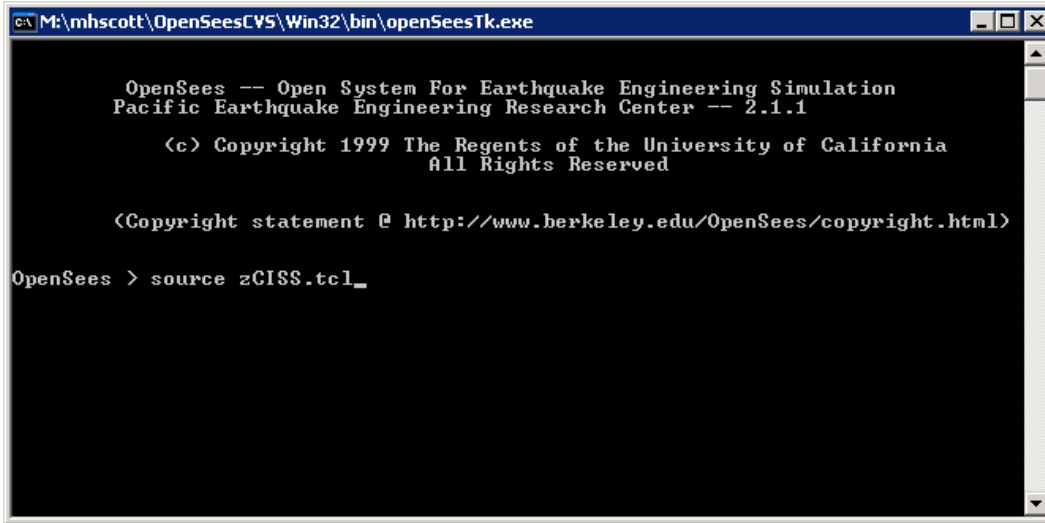 M:\mhscott\OpenSeesCVS\Win32\bin\openSeesTk.exe
OpenSees -- Open System For Earthquake Engineering Simulation
Pacific Earthquake Engineering Research Center -- 2.1.1
(c) Copyright 1999 The Regents of the University of California
All Rights Reserved
(Copyright statement @ http://www.berkeley.edu/OpenSees/copyright.html)
OpenSees > source zCISS.tcl_